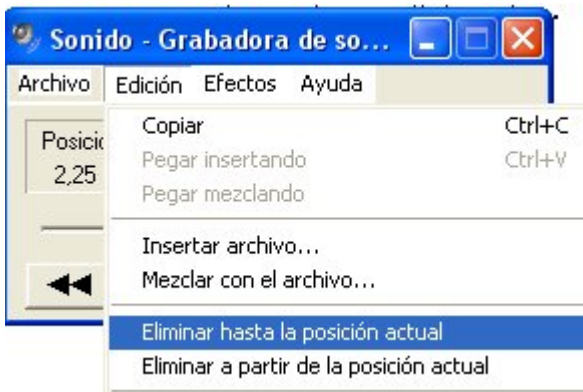 Sonido - Grabadora de so...
Archivo Edición Efectos Ayuda
Copiar Ctrl+C
Pegar insertando Ctrl+V
Pegar mezclando
2,25
Insertar archivo...
Mezclar con el archivo...
Eliminar hasta la posición actual
Eliminar a partir de la posición actual